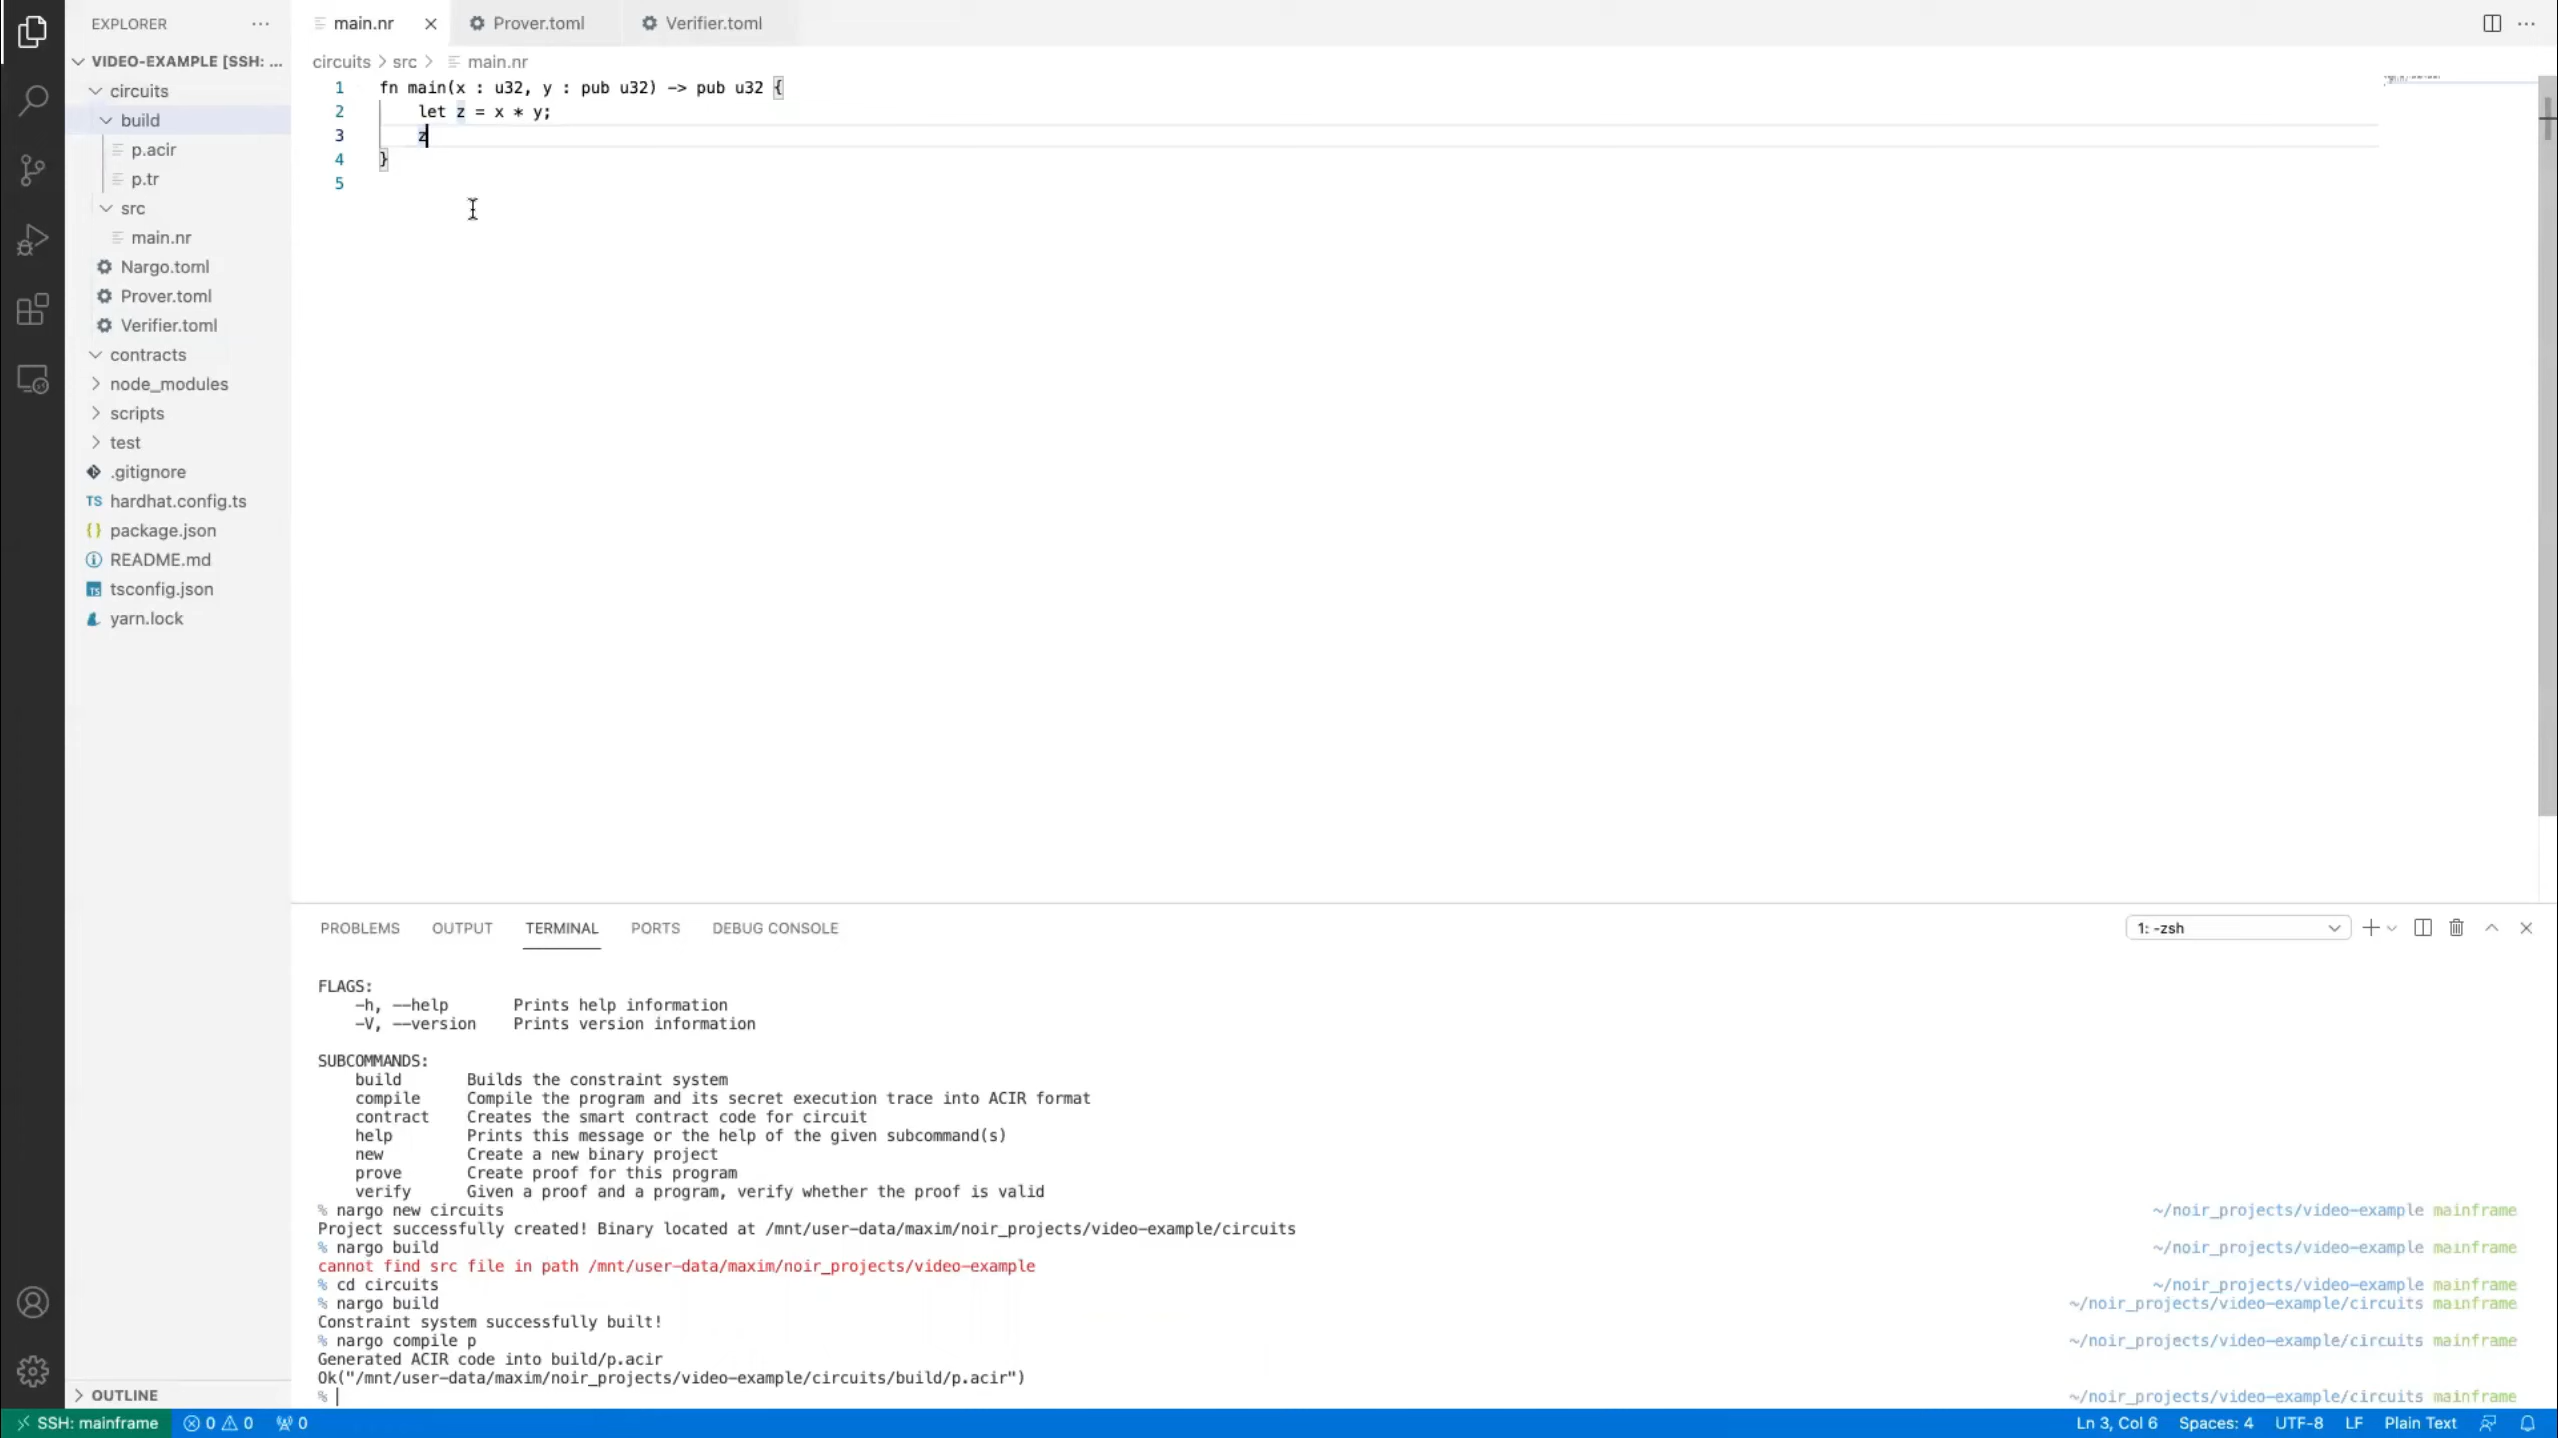 EXPLORER
VIDEO-EXAMPLE [SSH: ...
circuits
build
p.acir
p.tr
src
main.nr
Nargo.toml
Prover.toml
Verifier.toml
contracts
node_modules
scripts
test
.gitignore
TS hardhat.config.ts
{} package.json
README.md
TS tsconfig.json
yarn.lock
OUTLINE
main.nr Prover.toml Verifier.toml
circuits > src > main.nr
1 fn main(x : u32, y : pub u32) -> pub u32 {
2 let z = x * y;
3 z
4 }
5
PROBLEMS OUTPUT TERMINAL PORTS DEBUG CONSOLE 1: -zsh
FLAGS:
-h, --help Prints help information
-V, --version Prints version information
SUBCOMMANDS:
build Builds the constraint system
compile Compile the program and its secret execution trace into ACIR format
contract Creates the smart contract code for circuit
help Prints this message or the help of the given subcommand(s)
new Create a new binary project
prove Create proof for this program
verify Given a proof and a program, verify whether the proof is valid
% nargo new circuits ~/noir_projects/video-example mainframe
Project successfully created! Binary located at /mnt/user-data/maxim/noir_projects/video-example/circuits
% nargo build ~/noir_projects/video-example mainframe
cannot find src file in path /mnt/user-data/maxim/noir_projects/video-example
% cd circuits ~/noir_projects/video-example mainframe
% nargo build ~/noir_projects/video-example/circuits mainframe
Constraint system successfully built!
% nargo compile p ~/noir_projects/video-example/circuits mainframe
Generated ACIR code into build/p.acir
Ok("/mnt/user-data/maxim/noir_projects/video-example/circuits/build/p.acir")
% ~/noir_projects/video-example/circuits mainframe
SSH: mainframe 0 0 0 Ln 3, Col 6 Spaces: 4 UTF-8 LF Plain Text